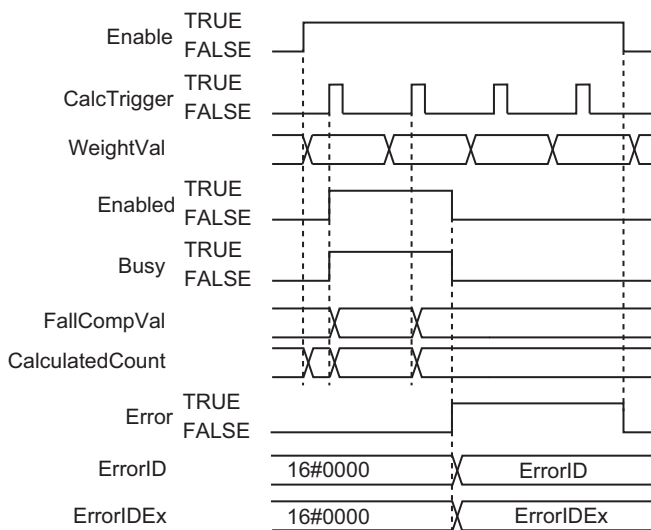 Enable TRUE
FALSE
CalcTrigger TRUE
FALSE
WeightVal
Enabled TRUE
FALSE
Busy TRUE
FALSE
FallCompVal
CalculatedCount
Error TRUE
FALSE
ErrorID 16#0000 ErrorID
ErrorIDEx 16#0000 ErrorIDEx